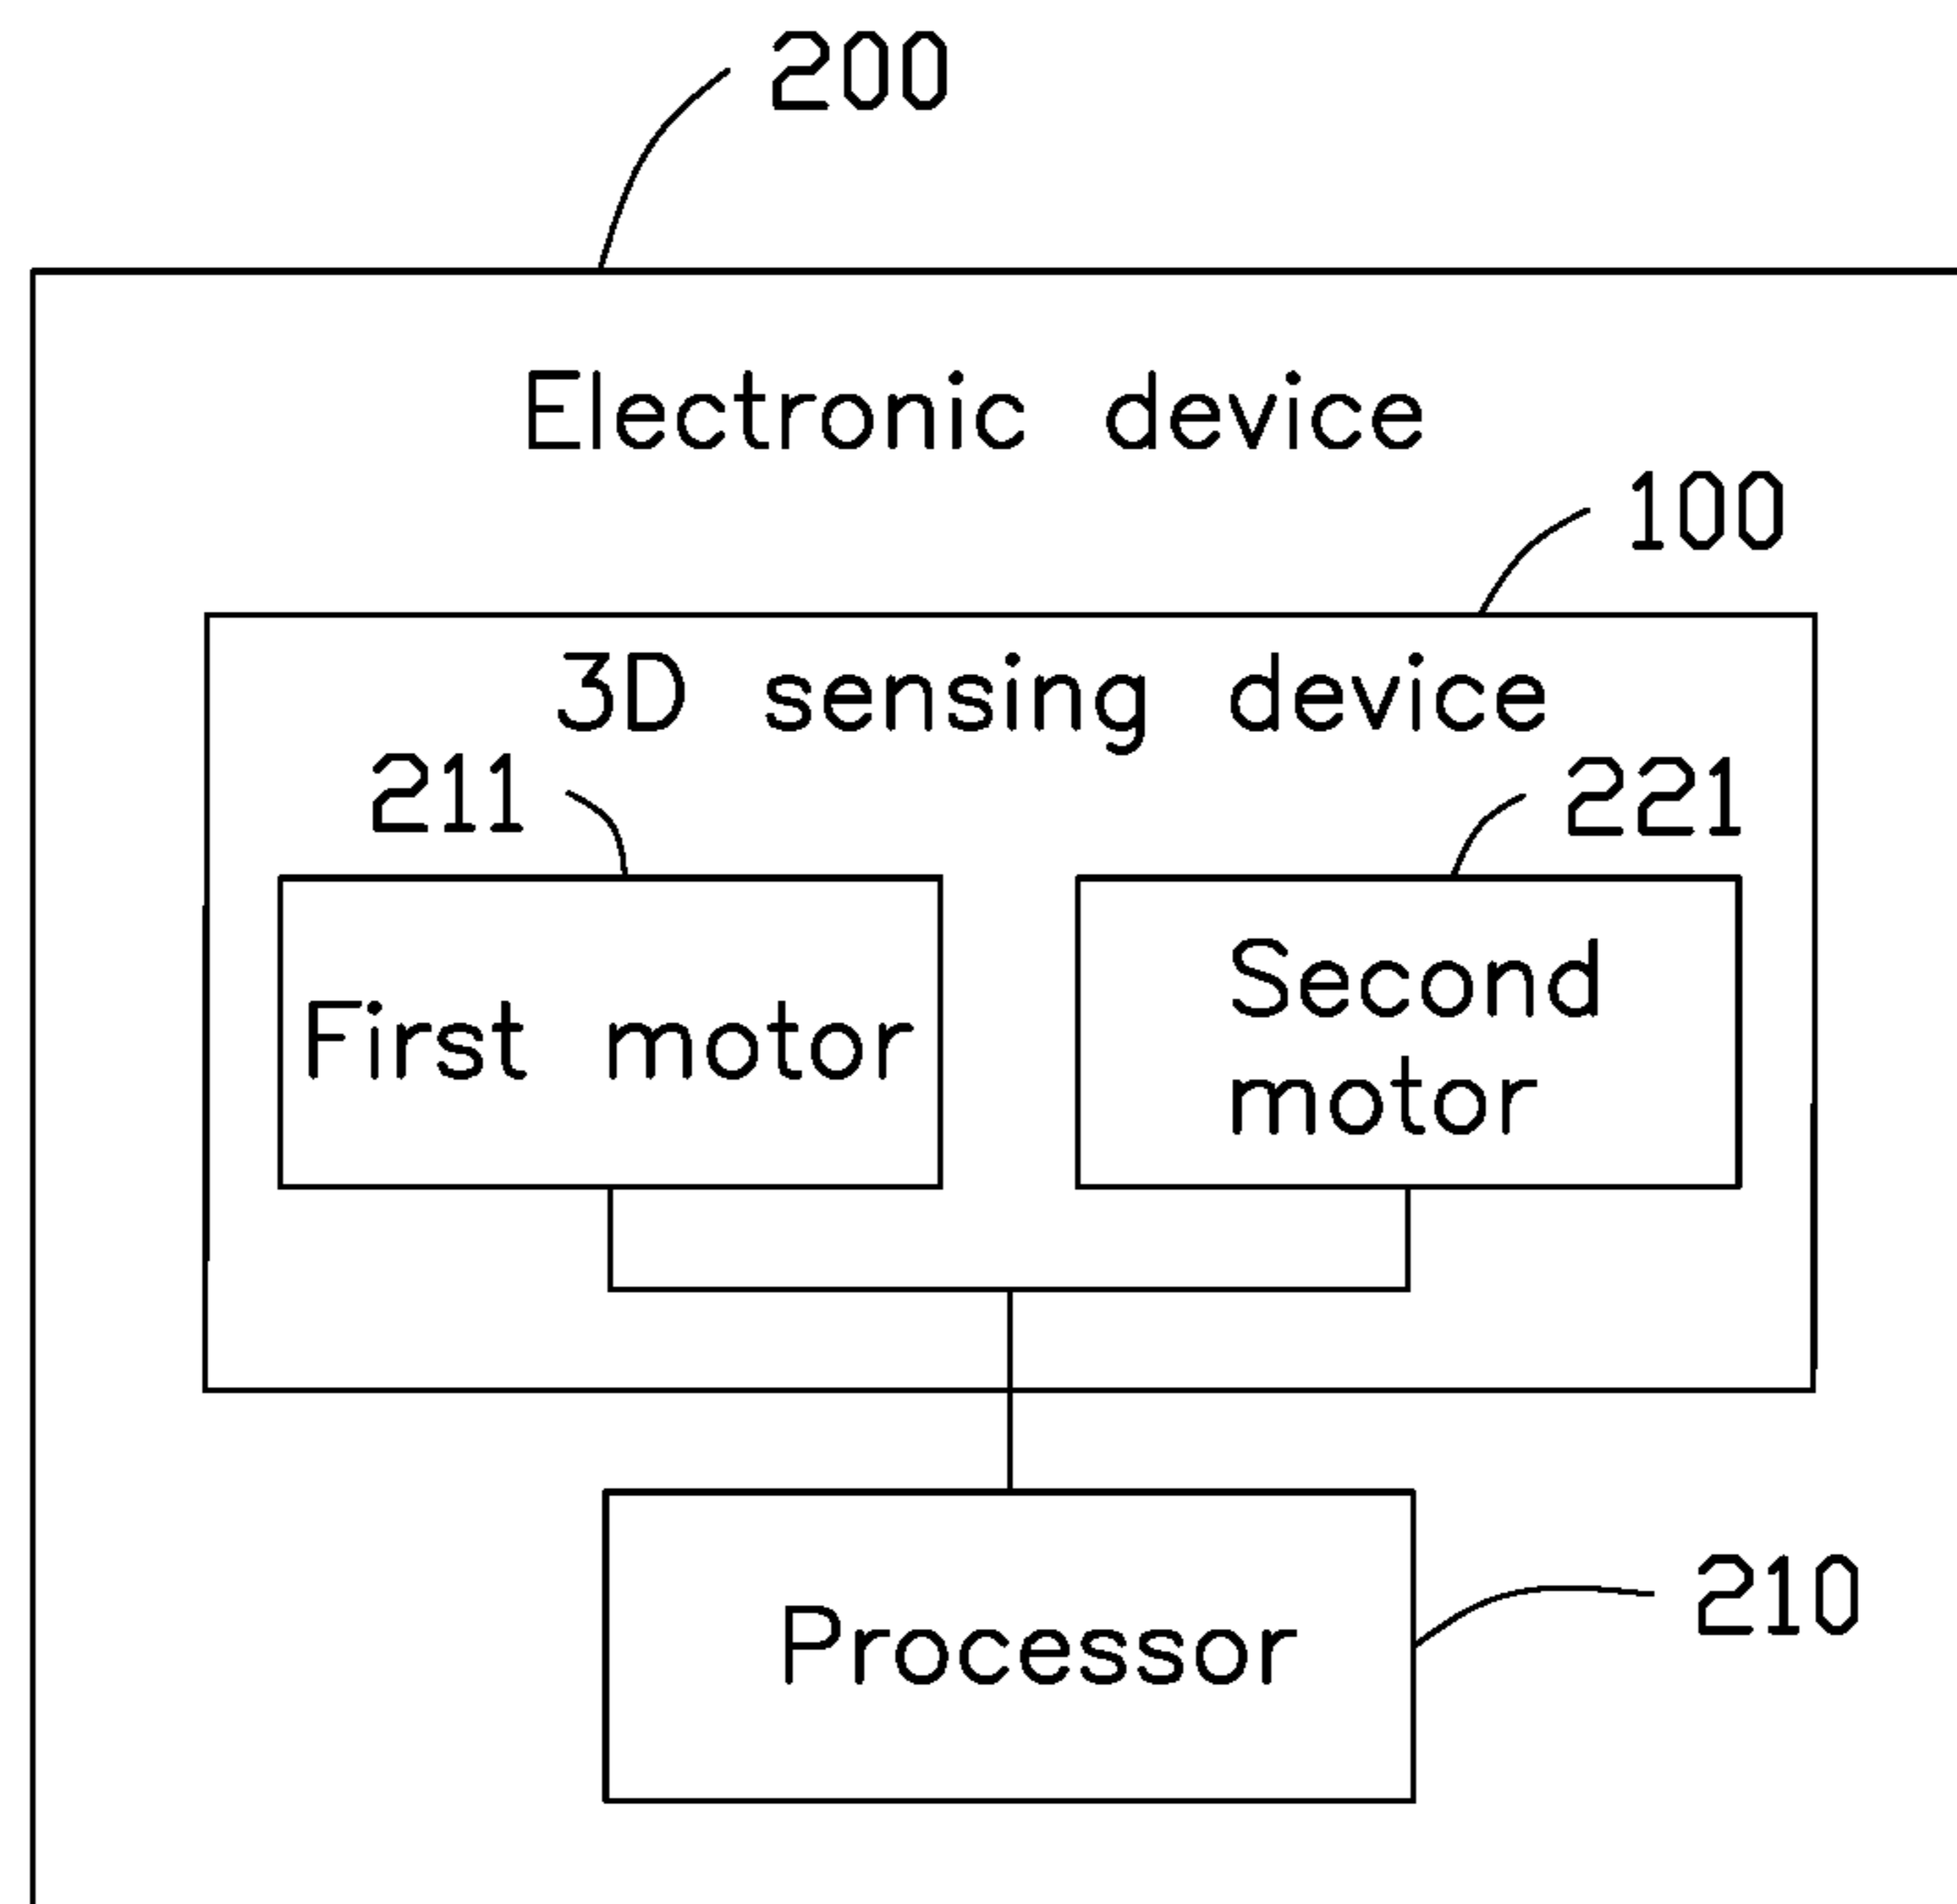 200
Electronic device
100
3D sensing device
211
221
First motor
Second
motor
Processor
210